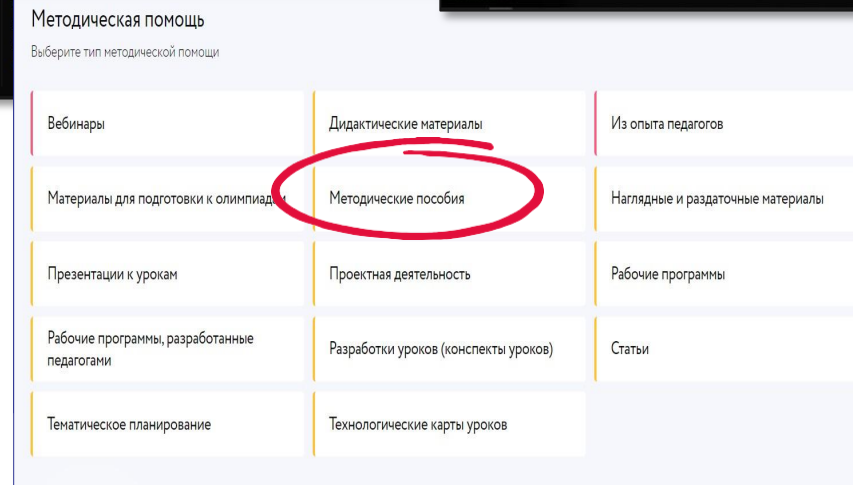 Методическая помощь
Выберите тип методической помощи
Вебинары
Дидактические материалы
Из опыта педагогов
Материалы для подготовки к олимпиадам
Методические пособия
Наглядные и раздаточные материалы
Презентации к урокам
Проектная деятельность
Рабочие программы
Рабочие программы, разработанные
педагогами
Разработки уроков (конспекты уроков)
Статьи
Тематическое планирование
Технологические карты уроков